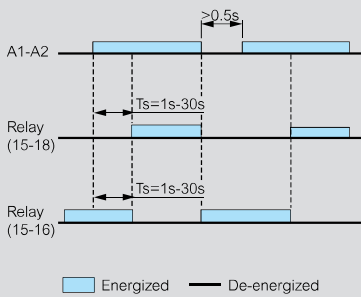 >0.5s
A1-A2
Ts=1s-30s
Relay
(15-18)
Ts=1s-30s
Relay
(15-16)
Energized
De-energized